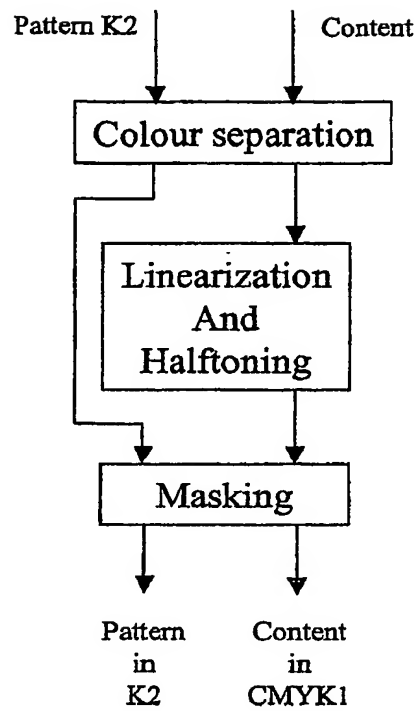 Pattern K2
Content
Colour separation
Linearization
And
Halftoning
Masking
Pattern
in
K2
Content
in
CMYK1